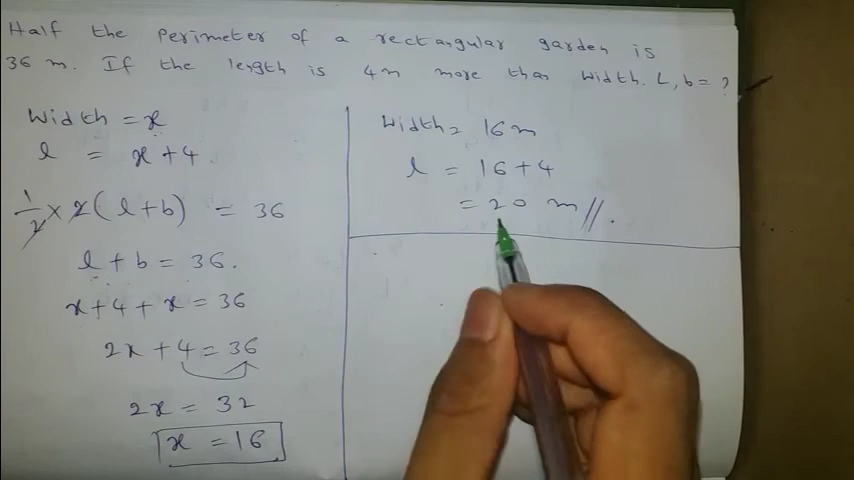 Half the perimeter of a rectangular garden is
36 m. If the length is 4m more than width. L, b = ?
Width = x
l = x+4
1/2 × 2(l+b) = 36
l + b = 36.
x+4+x = 36
2x + 4 = 36
2x = 32
x = 16
Width = 16m
l = 16+4
= 20 m//.